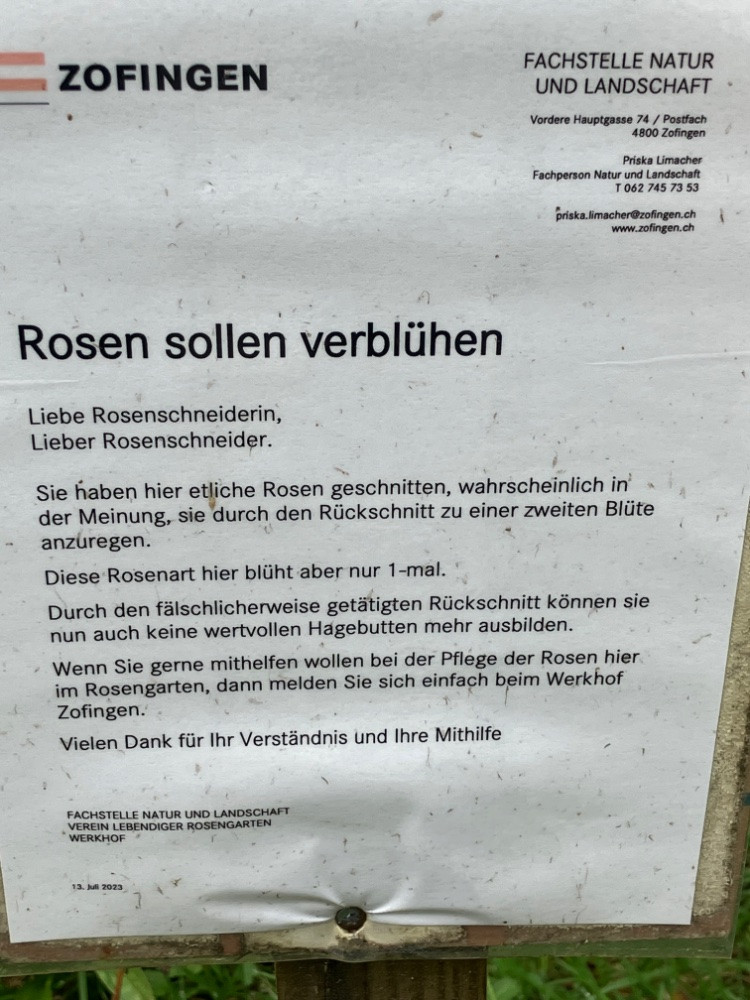 ZOFINGEN
FACHSTELLE NATUR
UND LANDSCHAFT
Vordere Hauptgasse 74 / Postfach
4800 Zofingen
Priska Limacher
Fachperson Natur und Landschaft
T 062 745 73 53
priska.limacher@zofingen.ch
www.zofingen.ch
Rosen sollen verblühen
Liebe Rosenschneiderin,
Lieber Rosenschneider.
Sie haben hier etliche Rosen geschnitten, wahrscheinlich in
der Meinung, sie durch den Rückschnitt zu einer zweiten Blüte
anzuregen.
Diese Rosenart hier blüht aber nur 1-mal.
Durch den fälschlicherweise getätigten Rückschnitt können sie
nun auch keine wertvollen Hagebutten mehr ausbilden.
Wenn Sie gerne mithelfen wollen bei der Pflege der Rosen hier
im Rosengarten, dann melden Sie sich einfach beim Werkhof
Zofingen.
Vielen Dank für Ihr Verständnis und Ihre Mithilfe
FACHSTELLE NATUR UND LANDSCHAFT
VEREIN LEBENDIGER ROSENGARTEN
WERKHOF
13. Juli 2023